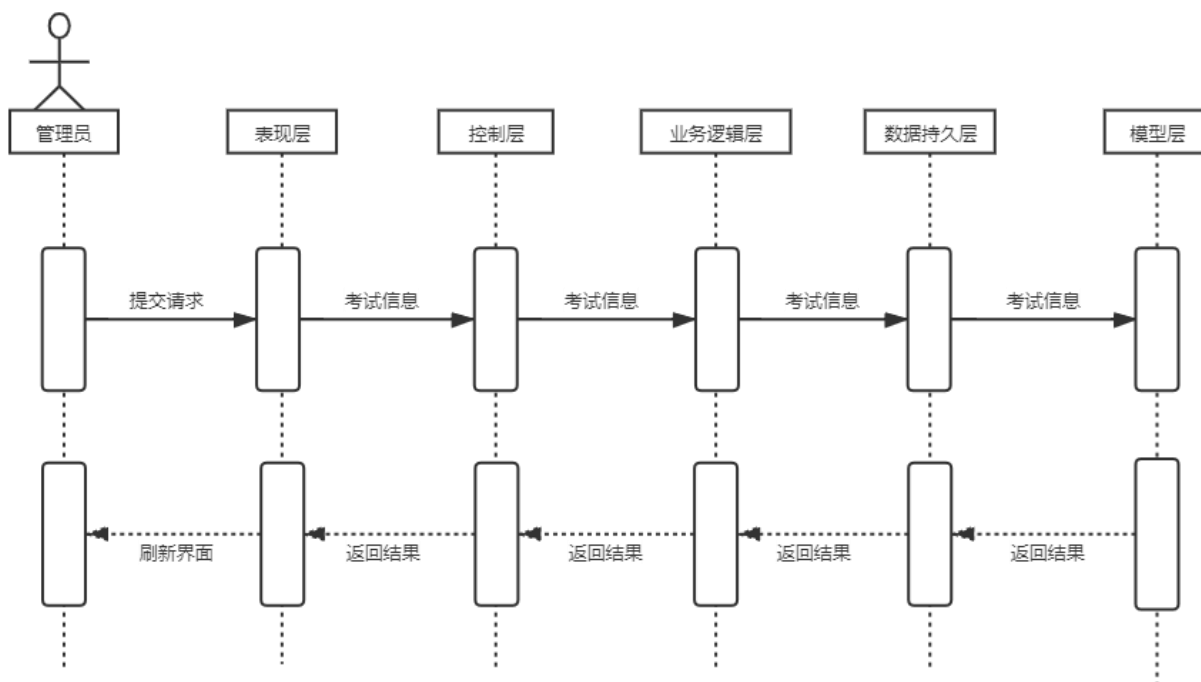 管理员
表现层
控制层
业务逻辑层
数据持久层
模型层
提交请求
考试信息
考试信息
考试信息
考试信息
刷新界面
返回结果
返回结果
返回结果
返回结果